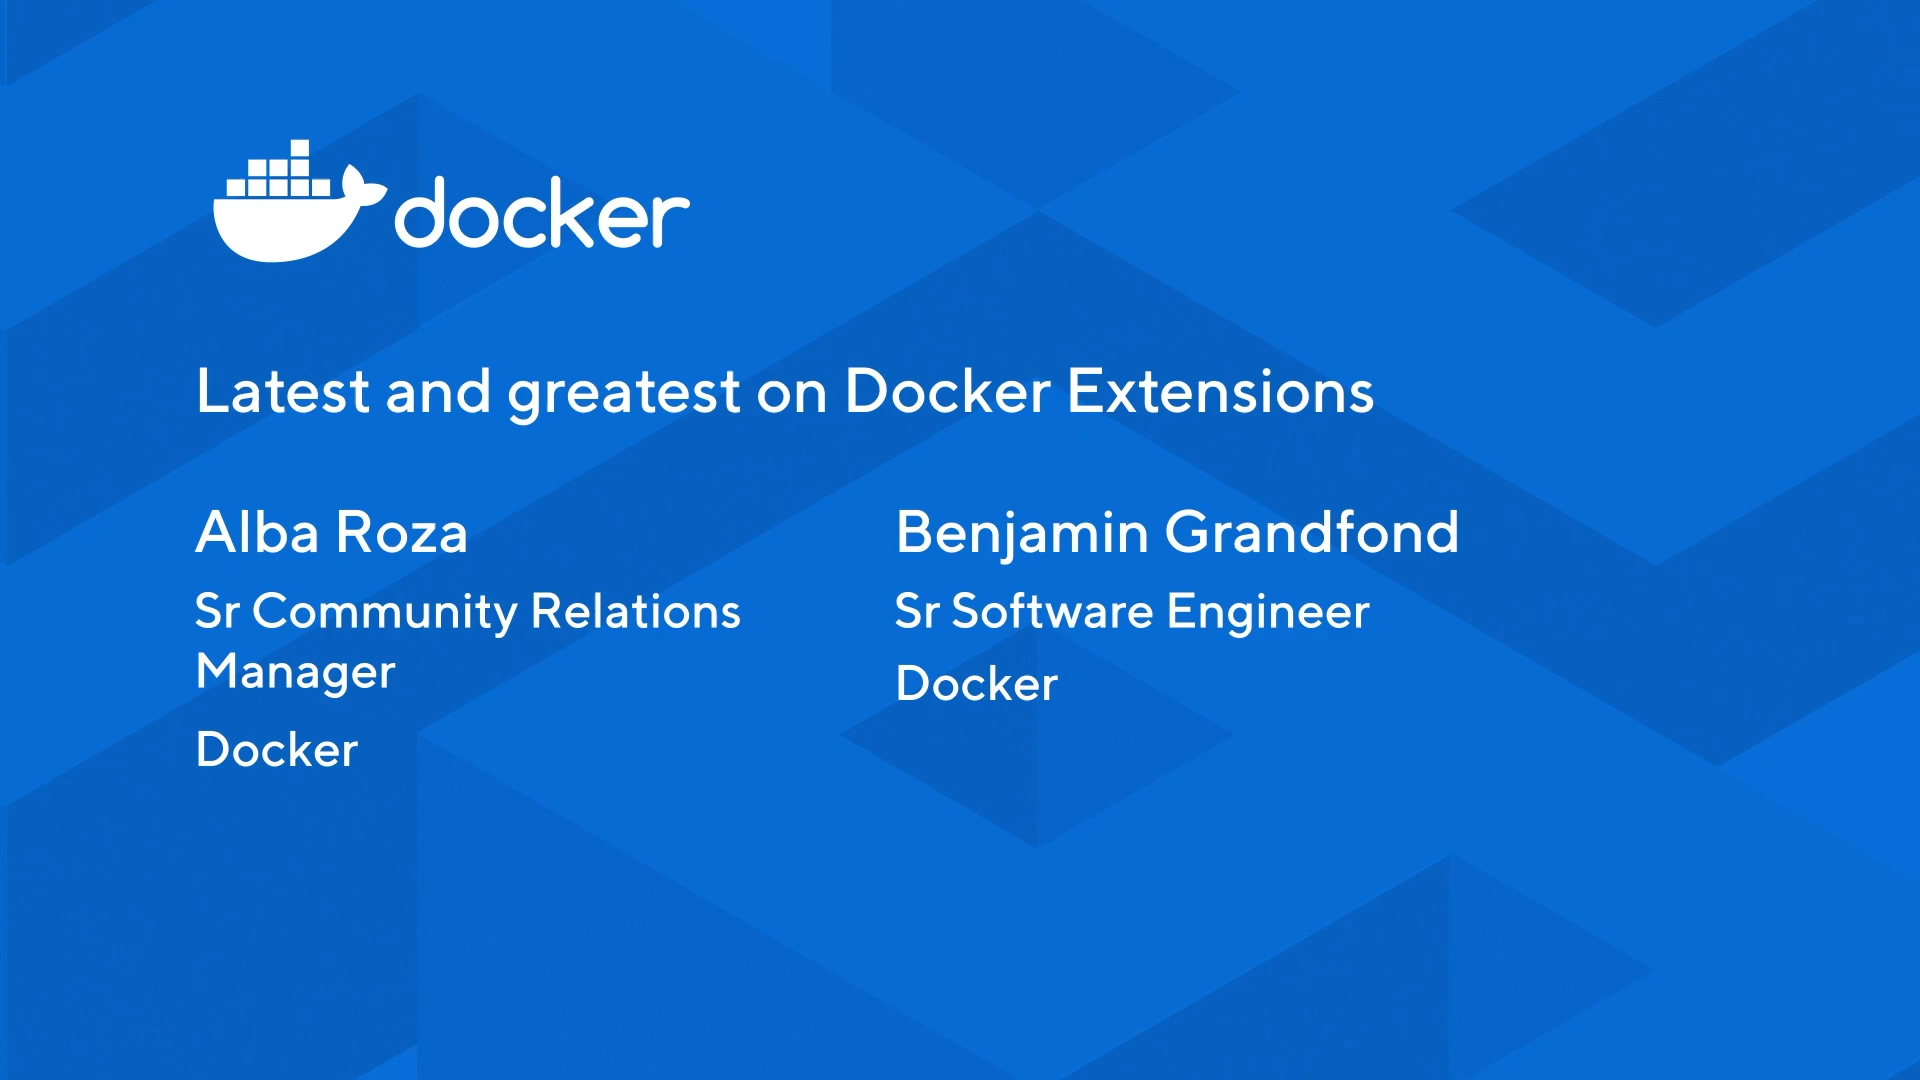 docker
Latest and greatest on Docker Extensions
Alba Roza
Sr Community Relations
Manager
Docker
Benjamin Grandfond
Sr Software Engineer
Docker